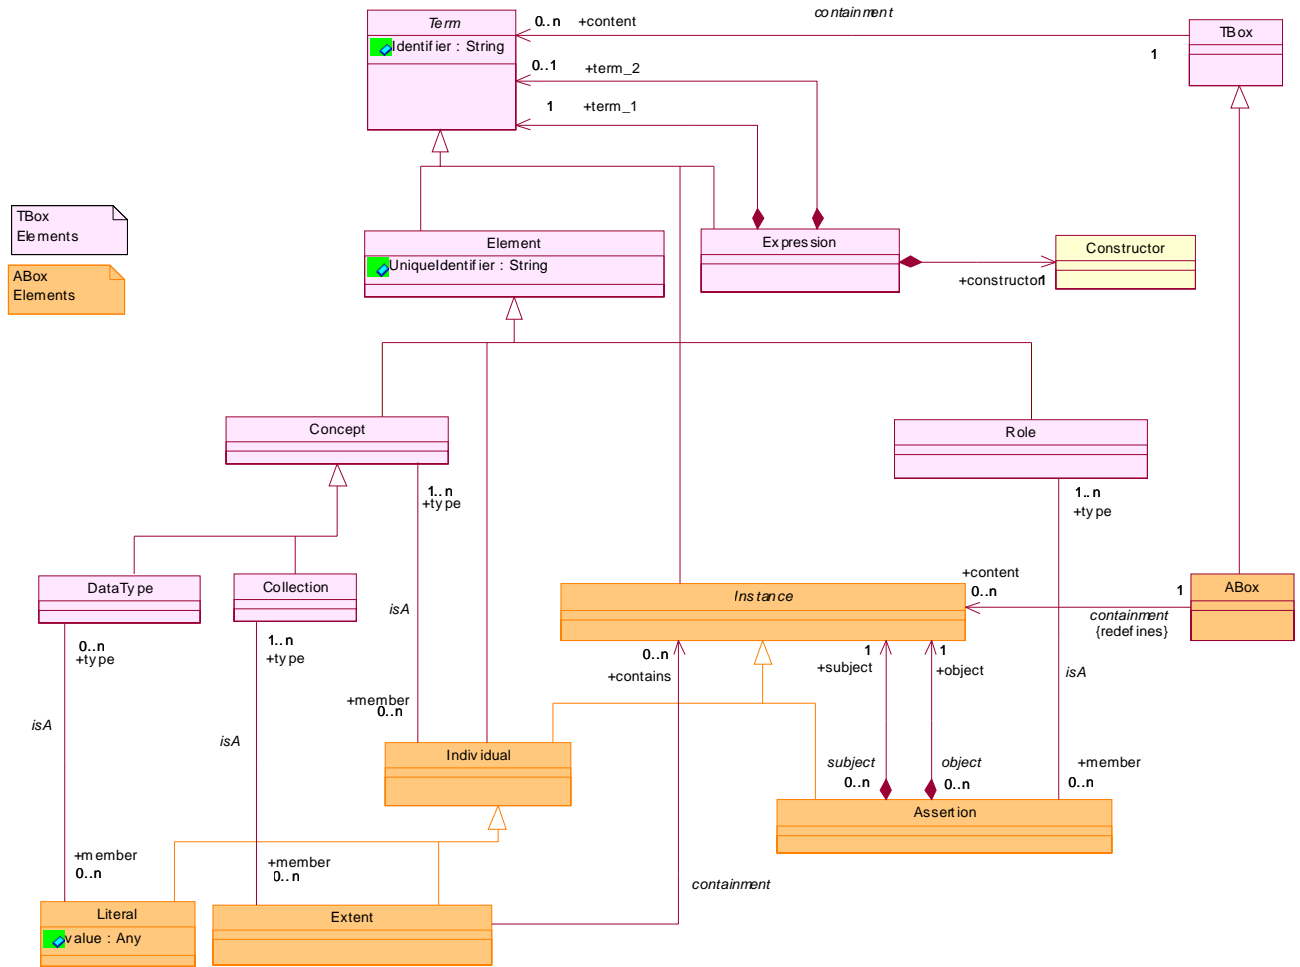 containment
Term
0..n
+content
Identifier : String
TBox
1
0..1
+term_2
1
+term_1
TBox
Elements
ABox
Elements
Element
UniqueIdentifier : String
Expression
Constructor
+constructor
1
Concept
Role
1..n
+type
1..n
+type
DataType
Collection
isA
Instance
+content
0..n
1
ABox
containment
{redefines}
0..n
+type
1..n
+type
0..n
+contains
1
+subject
1
+object
isA
+member
0..n
isA
isA
Individual
subject
0..n
object
0..n
+member
0..n
Assertion
+member
0..n
+member
0..n
containment
Literal
value : Any
Extent